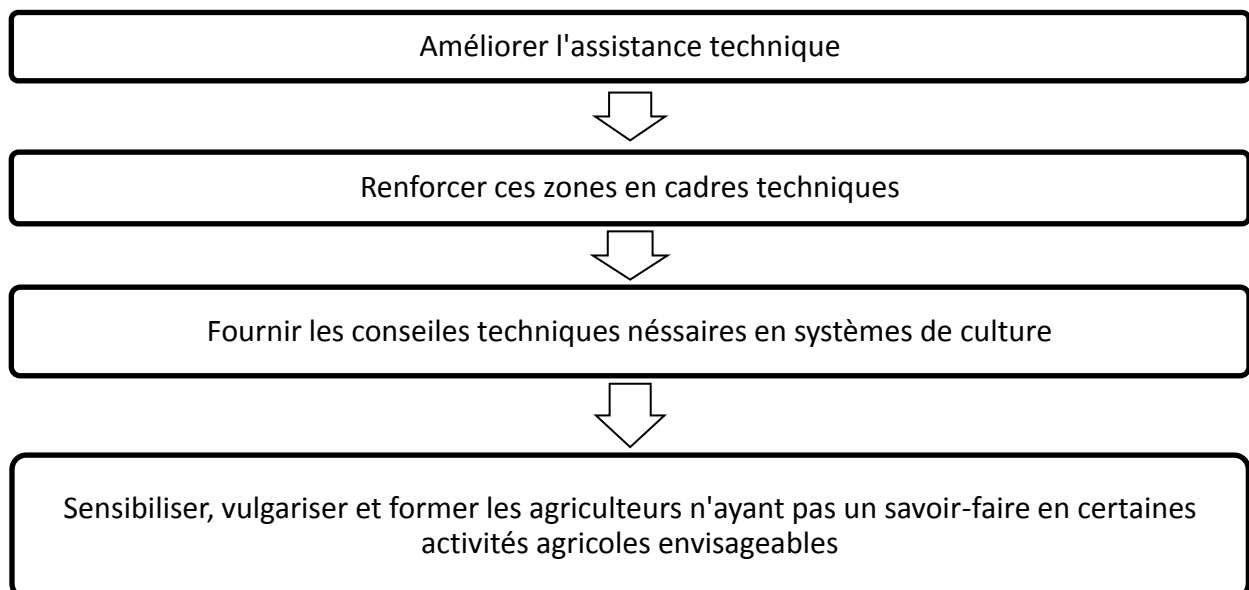 Améliorer l'assistance technique
Renforcer ces zones en cadres techniques
Fournir les conseiles techniques néssaires en systèmes de culture
Sensibiliser, vulgariser et former les agriculteurs n'ayant pas un savoir-faire en certaines
activités agricoles envisageables